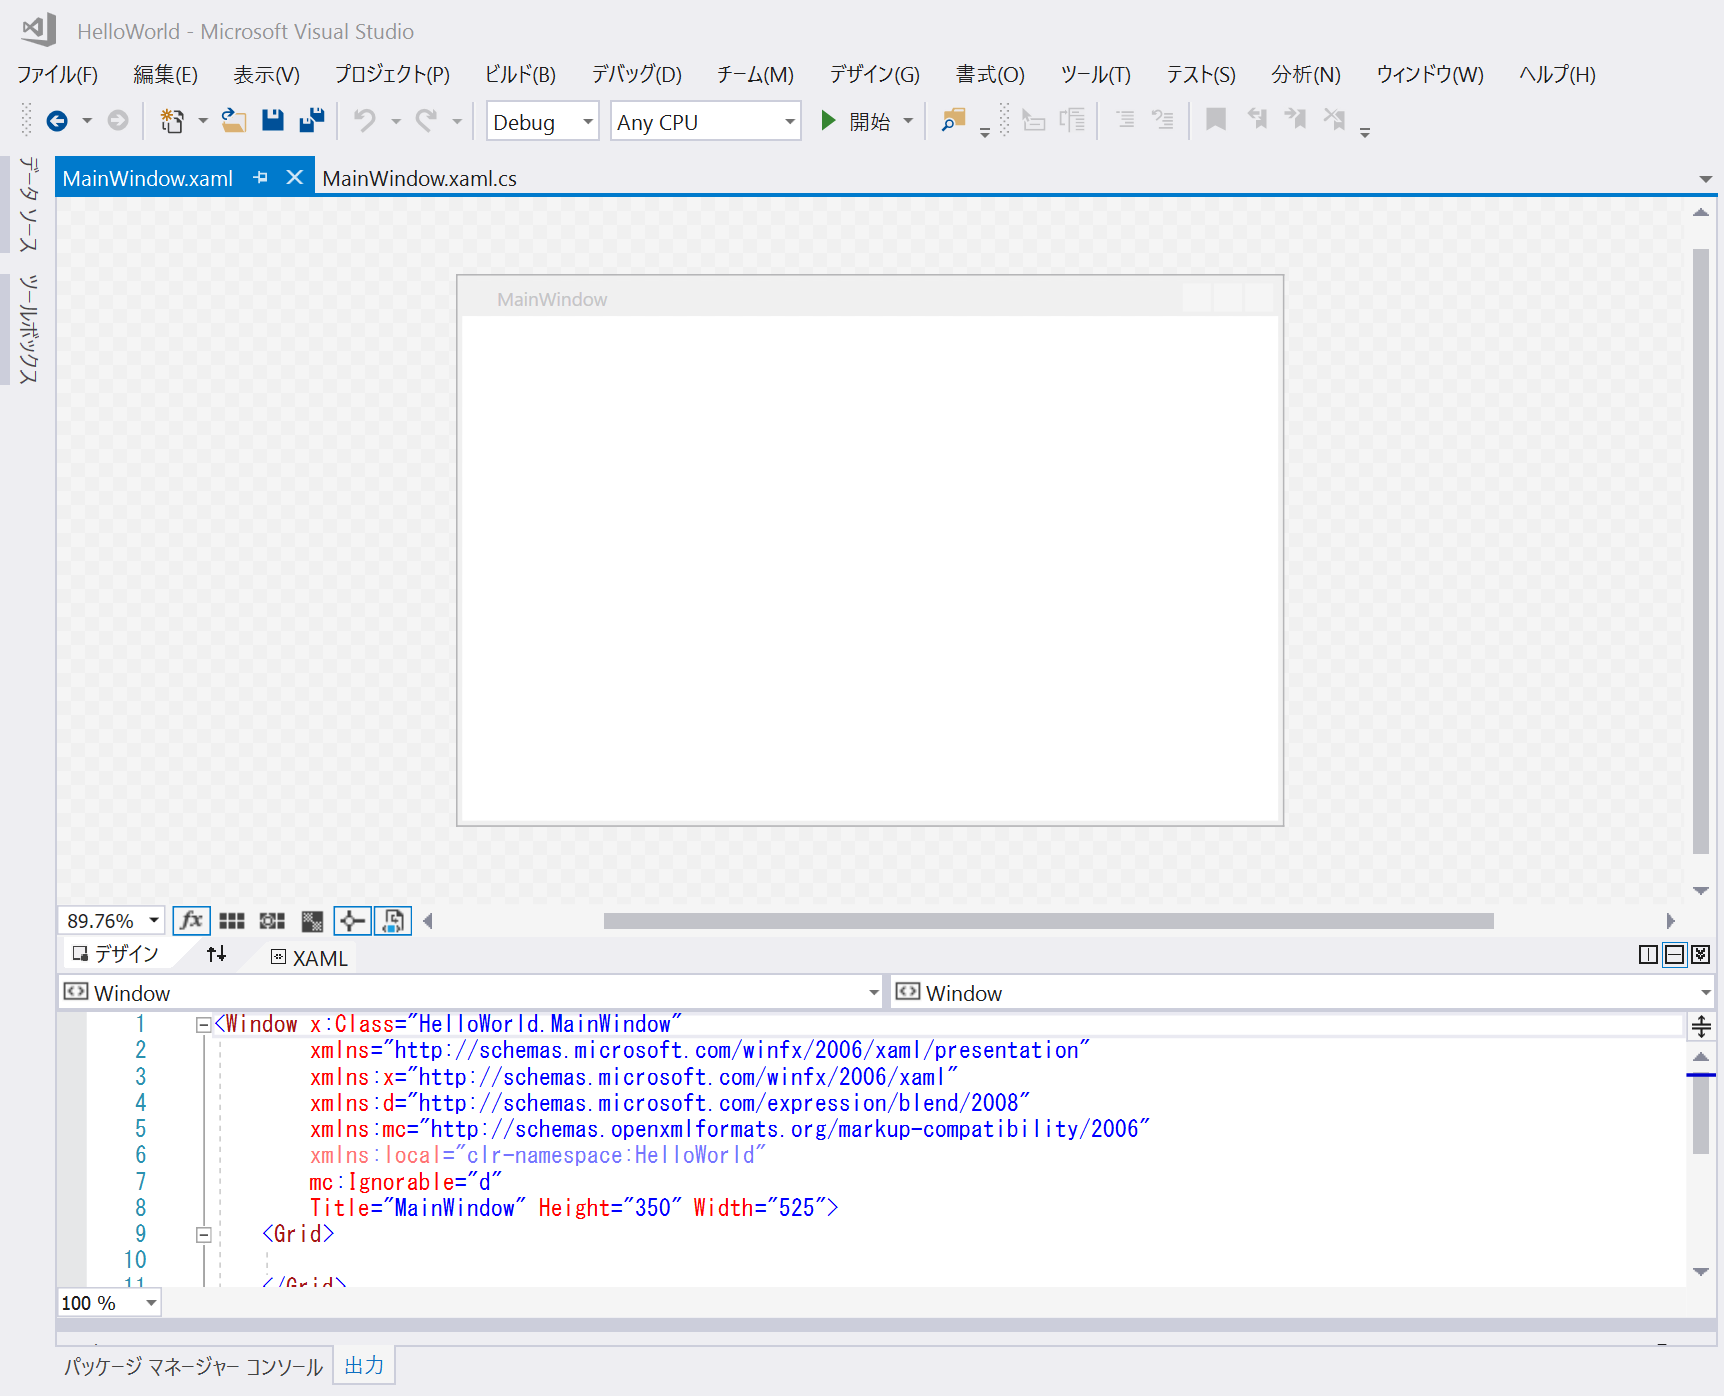 HelloWorld - Microsoft Visual Studio
ファイル(F) 編集(E) 表示(V) プロジェクト(P) ビルド(B) デバッグ(D) チーム(M) デザイン(G) 書式(O) ツール(T) テスト(S) 分析(N) ウィンドウ(W) ヘルプ(H)
Debug Any CPU 開始
データ ソース
ツールボックス
MainWindow.xaml MainWindow.xaml.cs
MainWindow
89.76% fx
デザイン XAML
Window Window
1 <Window x:Class="HelloWorld.MainWindow"
2 xmlns="http://schemas.microsoft.com/winfx/2006/xaml/presentation"
3 xmlns:x="http://schemas.microsoft.com/winfx/2006/xaml"
4 xmlns:d="http://schemas.microsoft.com/expression/blend/2008"
5 xmlns:mc="http://schemas.openxmlformats.org/markup-compatibility/2006"
6 xmlns:local="clr-namespace:HelloWorld"
7 mc:Ignorable="d"
8 Title="MainWindow" Height="350" Width="525">
9 <Grid>
10
11 </Grid>
100 %
パッケージ マネージャー コンソール 出力